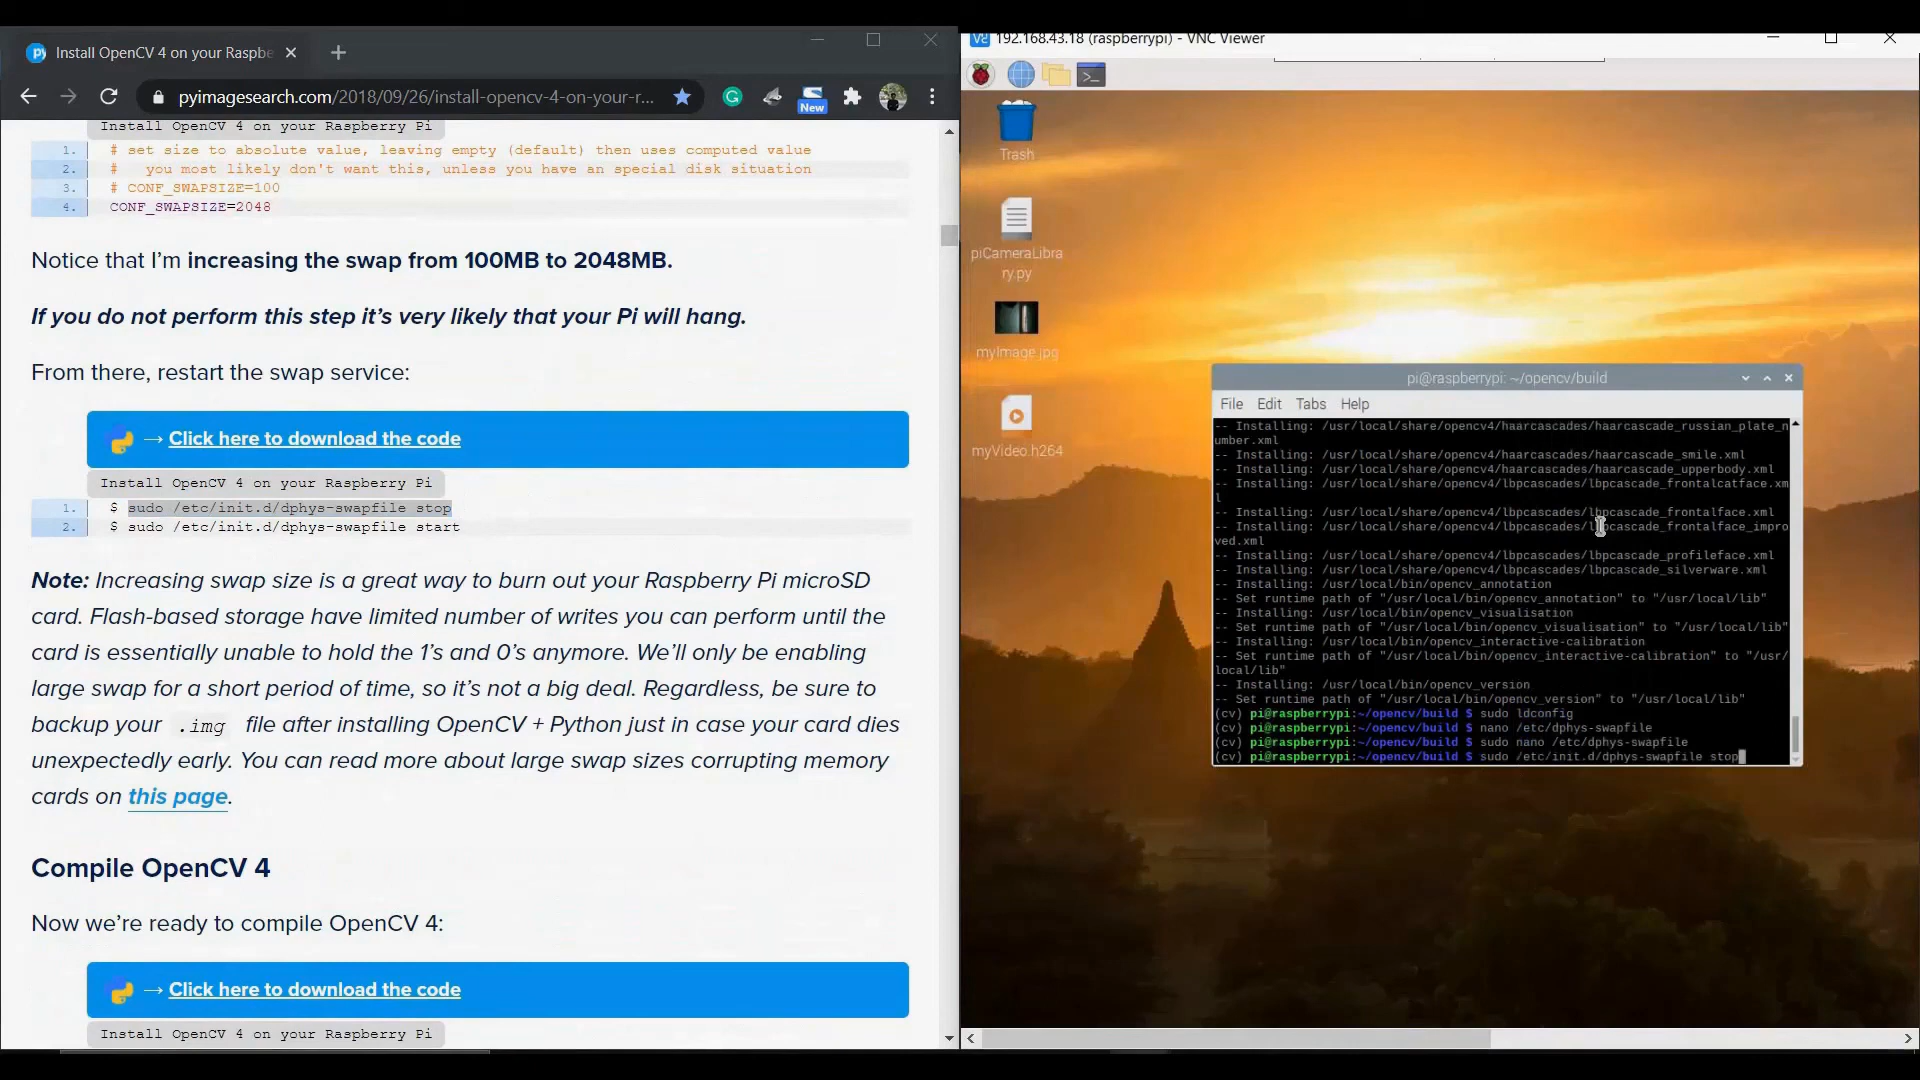 Install OpenCV 4 on your Raspbe
pyimagesearch.com/2018/09/26/install-opencv-4-on-your-r...
New
Install OpenCV 4 on your Raspberry Pi
1. # set size to absolute value, leaving empty (default) then uses computed value
2. #   you most likely don't want this, unless you have an special disk situation
3. # CONF_SWAPSIZE=100
4. CONF_SWAPSIZE=2048
Notice that I'm increasing the swap from 100MB to 2048MB.
If you do not perform this step it's very likely that your Pi will hang.
From there, restart the swap service:
→ Click here to download the code
Install OpenCV 4 on your Raspberry Pi
1. $ sudo /etc/init.d/dphys-swapfile stop
2. $ sudo /etc/init.d/dphys-swapfile start
Note: Increasing swap size is a great way to burn out your Raspberry Pi microSD
card. Flash-based storage have limited number of writes you can perform until the
card is essentially unable to hold the 1's and 0's anymore. We'll only be enabling
large swap for a short period of time, so it's not a big deal. Regardless, be sure to
backup your .img file after installing OpenCV + Python just in case your card dies
unexpectedly early. You can read more about large swap sizes corrupting memory
cards on this page.
Compile OpenCV 4
Now we're ready to compile OpenCV 4:
→ Click here to download the code
Install OpenCV 4 on your Raspberry Pi
192.168.43.18 (raspberrypi) - VNC Viewer
Trash
piCameraLibra
ry.py
myImage.jpg
myVideo.h264
pi@raspberrypi: ~/opencv/build
File Edit Tabs Help
-- Installing: /usr/local/share/opencv4/haarcascades/haarcascade_russian_plate_n
umber.xml
-- Installing: /usr/local/share/opencv4/haarcascades/haarcascade_smile.xml
-- Installing: /usr/local/share/opencv4/haarcascades/haarcascade_upperbody.xml
-- Installing: /usr/local/share/opencv4/lbpcascades/lbpcascade_frontalcatface.xm
l
-- Installing: /usr/local/share/opencv4/lbpcascades/lbpcascade_frontalface.xml
-- Installing: /usr/local/share/opencv4/lbpcascades/lbpcascade_frontalface_impro
ved.xml
-- Installing: /usr/local/share/opencv4/lbpcascades/lbpcascade_profileface.xml
-- Installing: /usr/local/share/opencv4/lbpcascades/lbpcascade_silverware.xml
-- Installing: /usr/local/bin/opencv_annotation
-- Set runtime path of "/usr/local/bin/opencv_annotation" to "/usr/local/lib"
-- Installing: /usr/local/bin/opencv_visualisation
-- Set runtime path of "/usr/local/bin/opencv_visualisation" to "/usr/local/lib"
-- Installing: /usr/local/bin/opencv_interactive-calibration
-- Set runtime path of "/usr/local/bin/opencv_interactive-calibration" to "/usr/
local/lib"
-- Installing: /usr/local/bin/opencv_version
-- Set runtime path of "/usr/local/bin/opencv_version" to "/usr/local/lib"
(cv) pi@raspberrypi:~/opencv/build $ sudo ldconfig
(cv) pi@raspberrypi:~/opencv/build $ nano /etc/dphys-swapfile
(cv) pi@raspberrypi:~/opencv/build $ sudo nano /etc/dphys-swapfile
(cv) pi@raspberrypi:~/opencv/build $ sudo /etc/init.d/dphys-swapfile stop